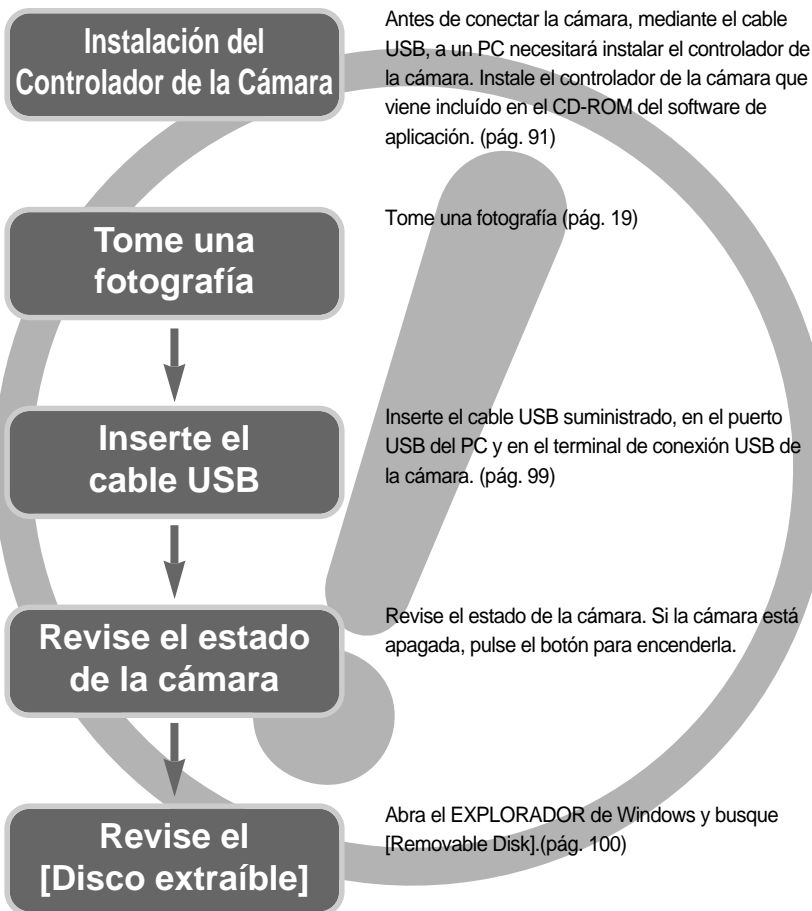 Instalación del
Controlador de la Cámara
Antes de conectar la cámara, mediante el cable
USB, a un PC necesitará instalar el controlador de
la cámara. Instale el controlador de la cámara que
viene incluído en el CD-ROM del software de
aplicación. (pág. 91)
Tome una
fotografía
Tome una fotografía (pág. 19)
Inserte el
cable USB
Inserte el cable USB suministrado, en el puerto
USB del PC y en el terminal de conexión USB de
la cámara. (pág. 99)
Revise el estado
de la cámara
Revise el estado de la cámara. Si la cámara está
apagada, pulse el botón para encenderla.
Revise el
[Disco extraíble]
Abra el EXPLORADOR de Windows y busque
[Removable Disk].(pág. 100)